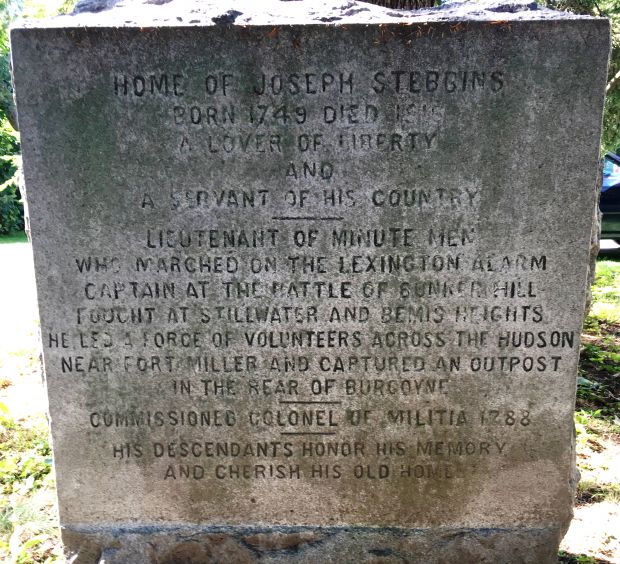 HOME OF JOSEPH STEBBINS
BORN 1749 DIED 1816
A LOVER OF LIBERTY
AND
A SERVANT OF HIS COUNTRY
LIEUTENANT OF MINUTE MEN
WHO MARCHED ON THE LEXINGTON ALARM
CAPTAIN AT THE BATTLE OF BUNKER HILL
FOUGHT AT STILLWATER AND BEMIS HEIGHTS
HE LED A FORCE OF VOLUNTEERS ACROSS THE HUDSON
NEAR FORT MILLER AND CAPTURED AN OUTPOST
IN THE REAR OF BURGOYNE
COMMISSIONED COLONEL OF MILITIA 1788
HIS DESCENDANTS HONOR HIS MEMORY
AND CHERISH HIS OLD HOME